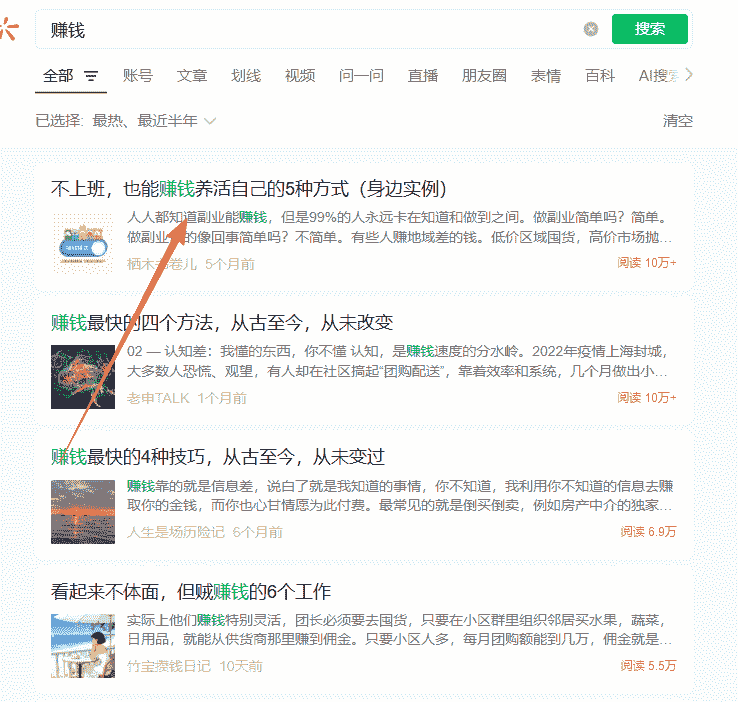 赚钱
搜索
全部 账号 文章 划线 视频 问一问 直播 朋友圈 表情 百科 AI搜索
已选择: 最热、最近半年 清空
不上班，也能赚钱养活自己的5种方式（身边实例）
人人都知道副业能赚钱，但是99%的人永远卡在知道和做到之间。做副业简单吗？简单。
做副业的像回事简单吗？不简单。有些人赚地域差的钱。低价区域囤货，高价市场抛...
栖木 卷儿 5个月前 阅读 10万+
赚钱最快的四个方法，从古至今，从未改变
02 — 认知差：我懂的东西，你不懂 认知，是赚钱速度的分水岭。2022年疫情上海封城，
大多数人恐慌、观望，有人却在社区搞起“团购配送”，靠着效率和系统，几个月做出小...
老申TALK 1个月前 阅读 10万+
赚钱最快的4种技巧，从古至今，从未变过
赚钱靠的就是信息差，说白了就是我知道的事情，你不知道，我利用你不知道的信息去赚
取你的金钱，而你也心甘情愿为此付费。最常见的就是倒买倒卖，例如房产中介的独家...
人生是场历险记 6个月前 阅读 6.9万
看起来不体面，但贼赚钱的6个工作
实际上他们赚钱特别灵活，团长必须要去囤货，只要在小区群里组织邻居买水果，蔬菜，
日用品，就能从供货商那里赚到佣金。只要小区人多，每月团购额能到几万，佣金就是...
竹宝攒钱日记 10天前 阅读 5.5万